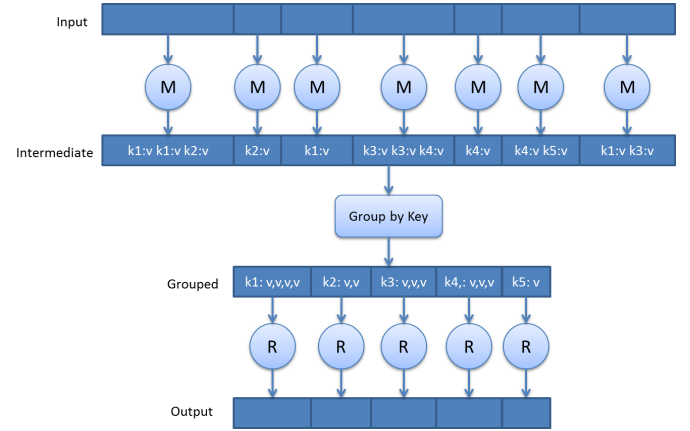 Input
M M M M M M M
Intermediate k1:v k1:v k2:v k2:v k1:v k3:v k3:v k4:v k4:v k4:v k5:v k1:v k3:v
Group by Key
Grouped k1: v,v,v,v k2: v,v k3: v,v,v k4,: v,v,v k5: v
R R R R R
Output